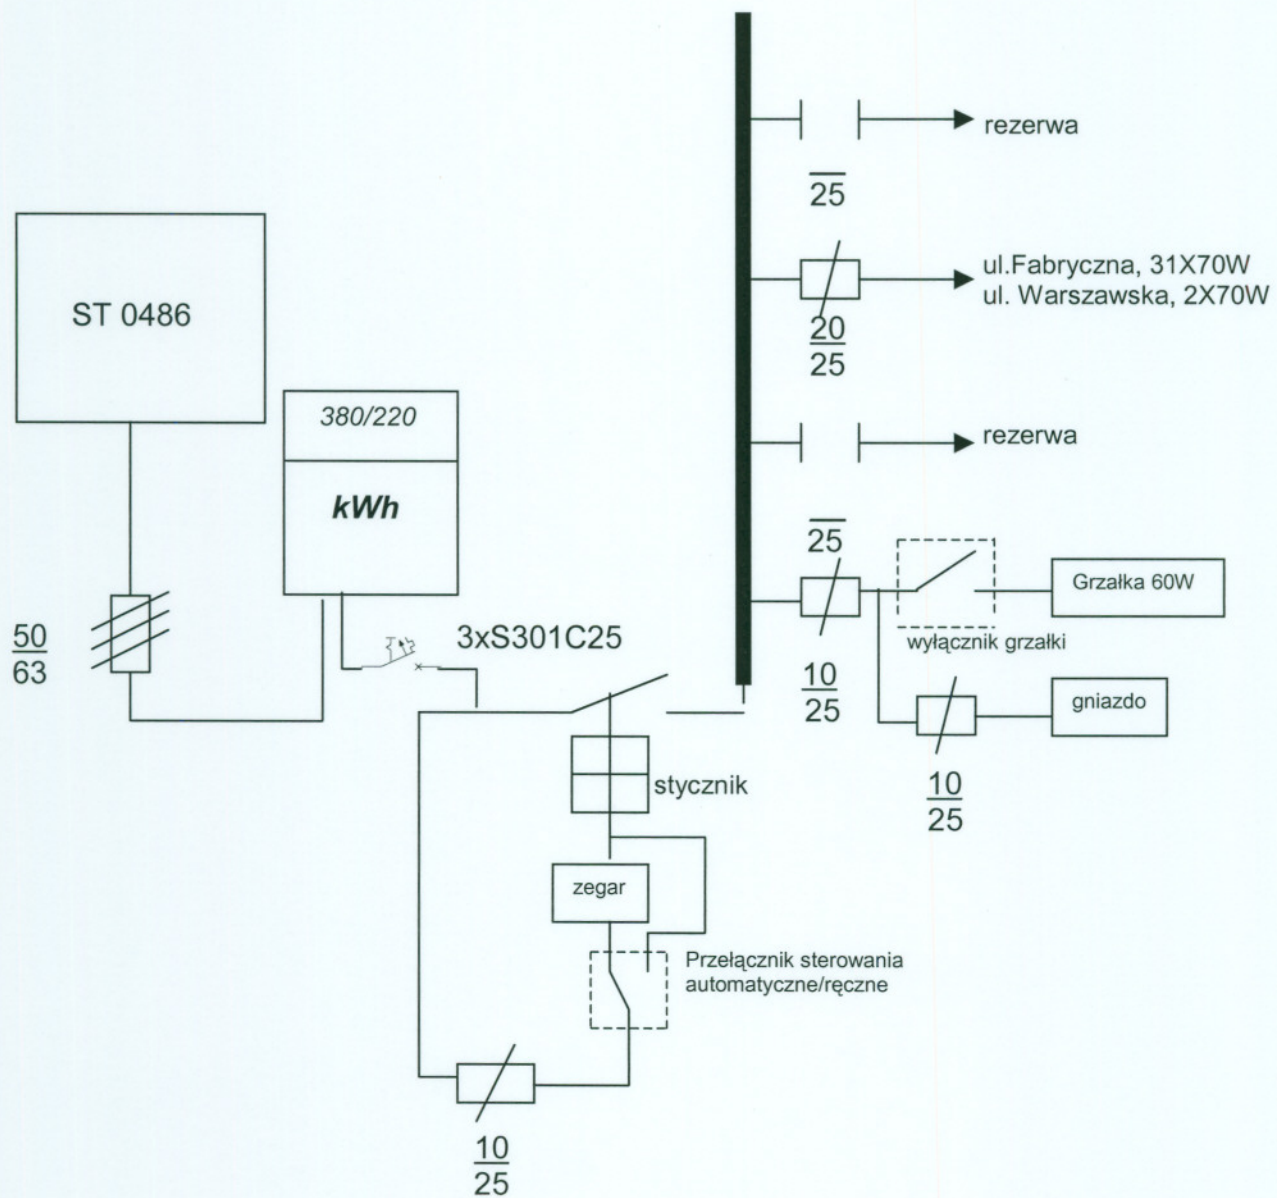 rezerwa
25
ST 0486
ul.Fabryczna, 31X70W
ul. Warszawska, 2X70W
20
25
380/220
kWh
rezerwa
25
50
63
3xS301C25
Grzałka 60W
wyłącznik grzałki
10
25
gniazdo
10
25
stycznik
zegar
Przełącznik sterowania
automatyczne/ręczne
10
25